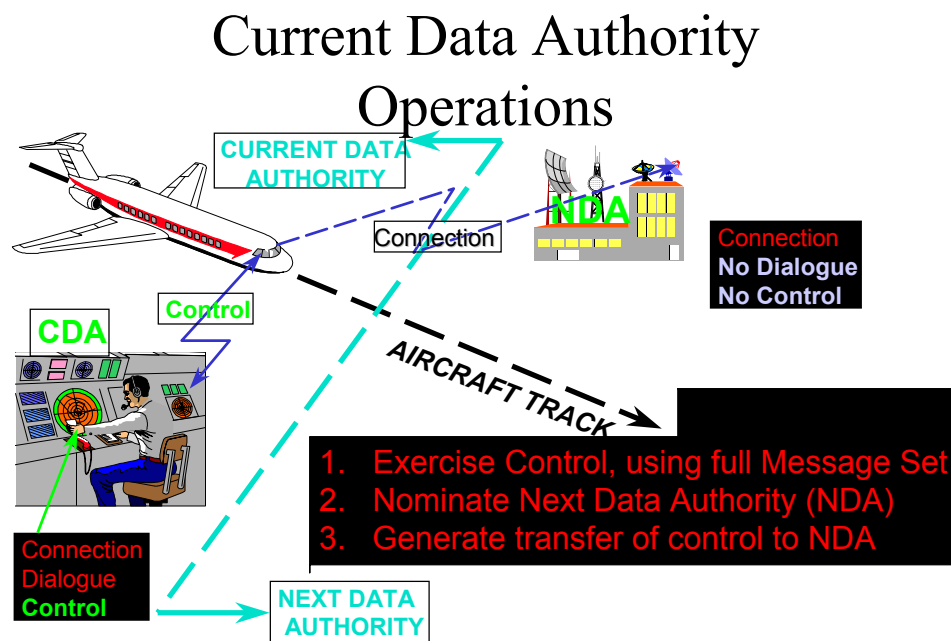 Current Data Authority
Operations
CURRENT DATA
AUTHORITY
NDA
Connection
Connection
No Dialogue
No Control
Control
CDA
AIRCRAFT TRACK
1. Exercise Control, using full Message Set
2. Nominate Next Data Authority (NDA)
3. Generate transfer of control to NDA
Connection
Dialogue
Control
NEXT DATA
AUTHORITY